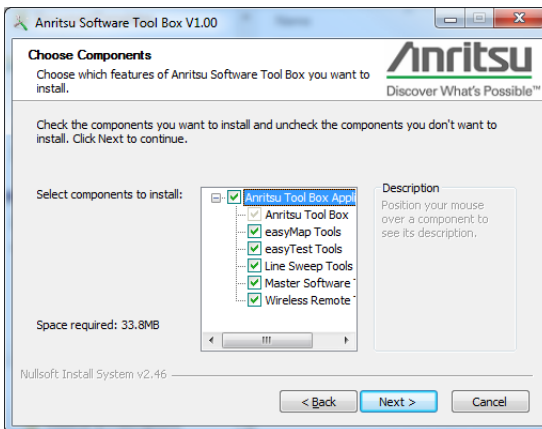 Anritsu Software Tool Box V1.00
Choose Components
Choose which features of Anritsu Software Tool Box you want to
install.
Anritsu
Discover What's Possible™
Check the components you want to install and uncheck the components you don't want to
install. Click Next to continue.
Select components to install:
Anritsu Tool Box Appli
Anritsu Tool Box
easyMap Tools
easyTest Tools
Line Sweep Tools
Master Software T
Wireless Remote T
Description
Position your mouse
over a component to
see its description.
Space required: 33.8MB
Nullsoft Install System v2.46
< Back
Next >
Cancel